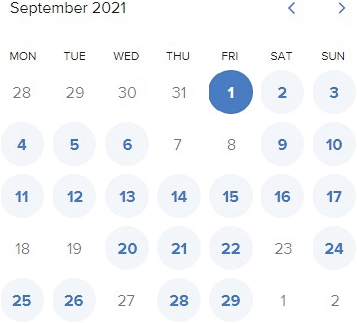 September 2021
MON TUE WED THU FRI SAT SUN
28 29 30 31 1 2 3
4 5 6 7 8 9 10
11 12 13 14 15 16 17
18 19 20 21 22 23 24
25 26 27 28 29 1 2